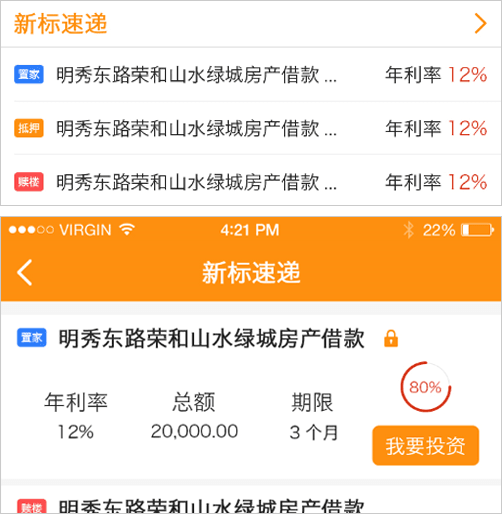 新标速递
置家 明秀东路荣和山水绿城房产借款 ... 年利率 12%
抵押 明秀东路荣和山水绿城房产借款 ... 年利率 12%
赎楼 明秀东路荣和山水绿城房产借款 ... 年利率 12%
VIRGIN 4:21 PM 22%
新标速递
置家 明秀东路荣和山水绿城房产借款
年利率 总额 期限 80%
12% 20,000.00 3 个月 我要投资
赎楼 明秀东路荣和山水绿城房产借款